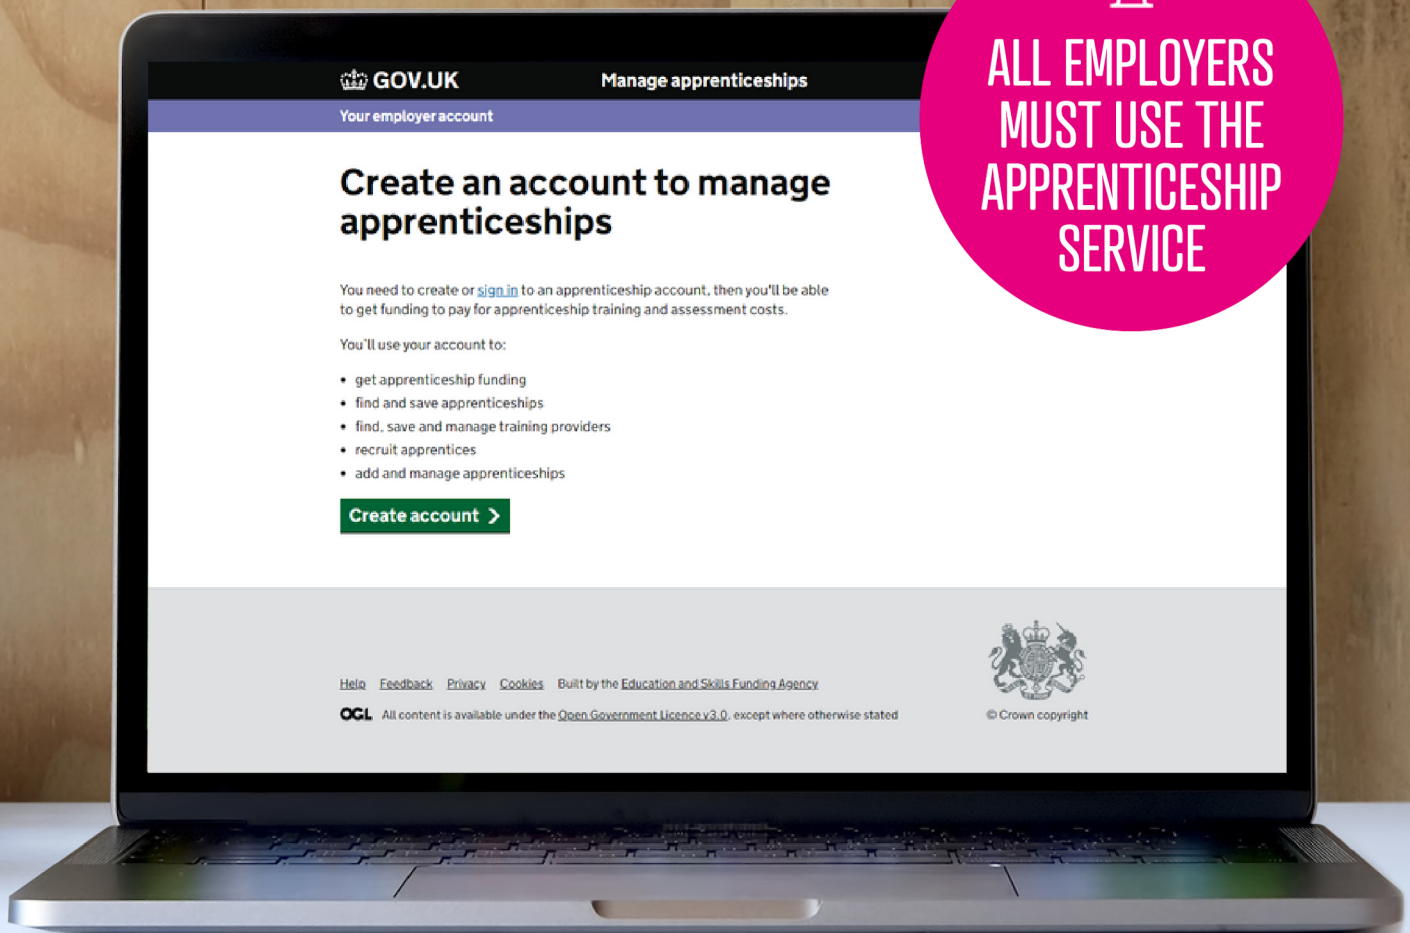 GOV.UK
Manage apprenticeships
Your employer account
Create an account to manage
apprenticeships
You need to create or sign in to an apprenticeship account, then you'll be able
to get funding to pay for apprenticeship training and assessment costs.
You'll use your account to:
• get apprenticeship funding
• find and save apprenticeships
• find, save and manage training providers
• recruit apprentices
• add and manage apprenticeships
Create account
Help Feedback Privacy Cookies Built by the Education and Skills Funding Agency
OGL All content is available under the Open Government Licence v3.0, except where otherwise stated
© Crown copyright
ALL EMPLOYERS
MUST USE THE
APPRENTICESHIP
SERVICE